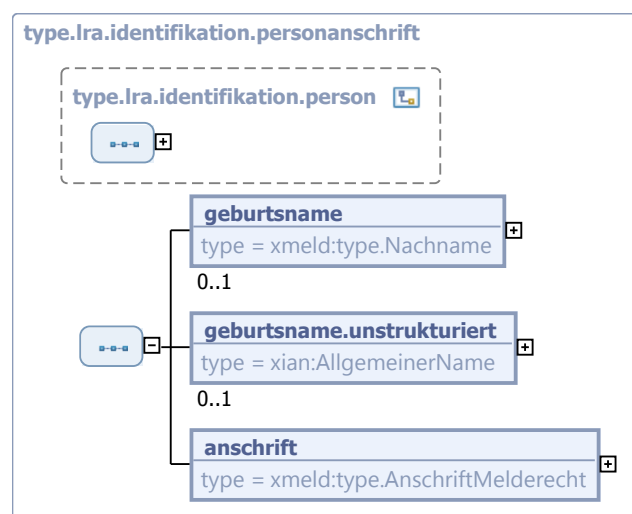 type.lra.identifikation.personanschrift
type.lra.identifikation.person
geburtsname
type = xmeld:type.Nachname
0..1
geburtsname.unstrukturiert
type = xian:AllgemeinerName
0..1
anschrift
type = xmeld:type.AnschriftMelderecht